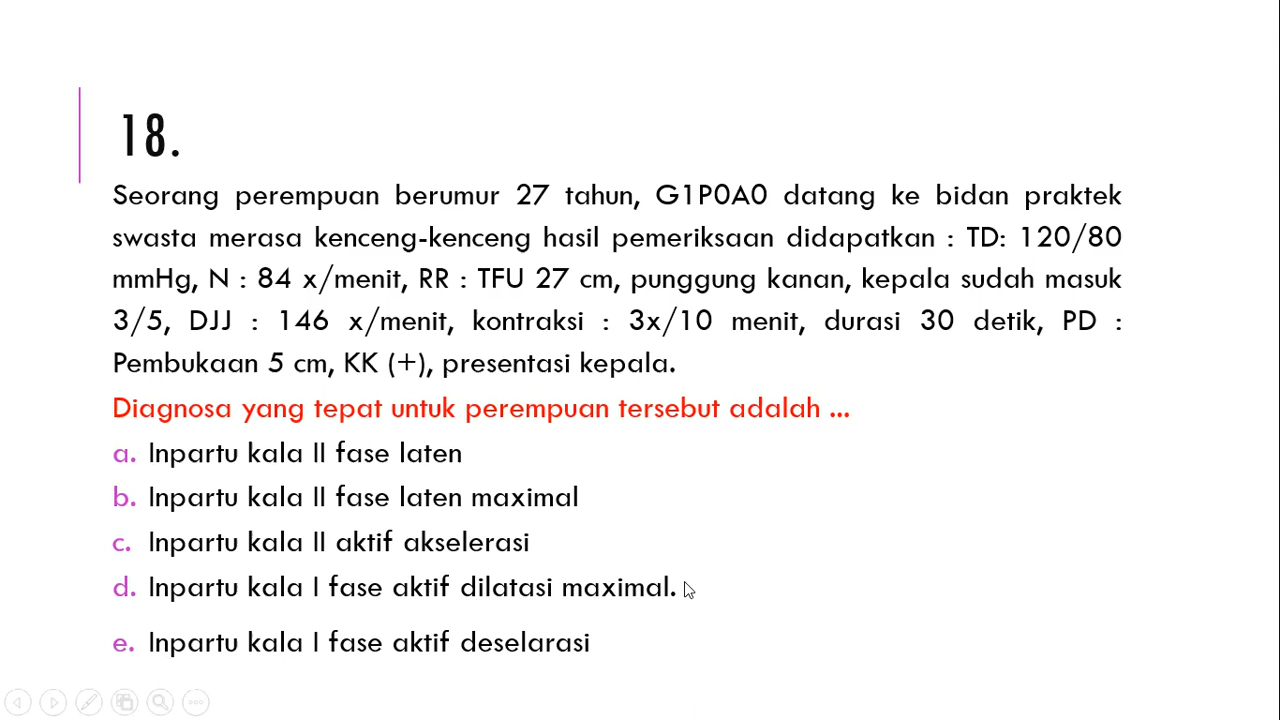 18.
Seorang perempuan berumur 27 tahun, G1P0A0 datang ke bidan praktek
swasta merasa kenceng-kenceng hasil pemeriksaan didapatkan : TD: 120/80
mmHg, N : 84 x/menit, RR : TFU 27 cm, punggung kanan, kepala sudah masuk
3/5, DJJ : 146 x/menit, kontraksi : 3x/10 menit, durasi 30 detik, PD :
Pembukaan 5 cm, KK (+), presentasi kepala.
Diagnosa yang tepat untuk perempuan tersebut adalah ...
a. Inpartu kala II fase laten
b. Inpartu kala II fase laten maximal
c. Inpartu kala II aktif akselerasi
d. Inpartu kala I fase aktif dilatasi maximal.
e. Inpartu kala I fase aktif deselarasi